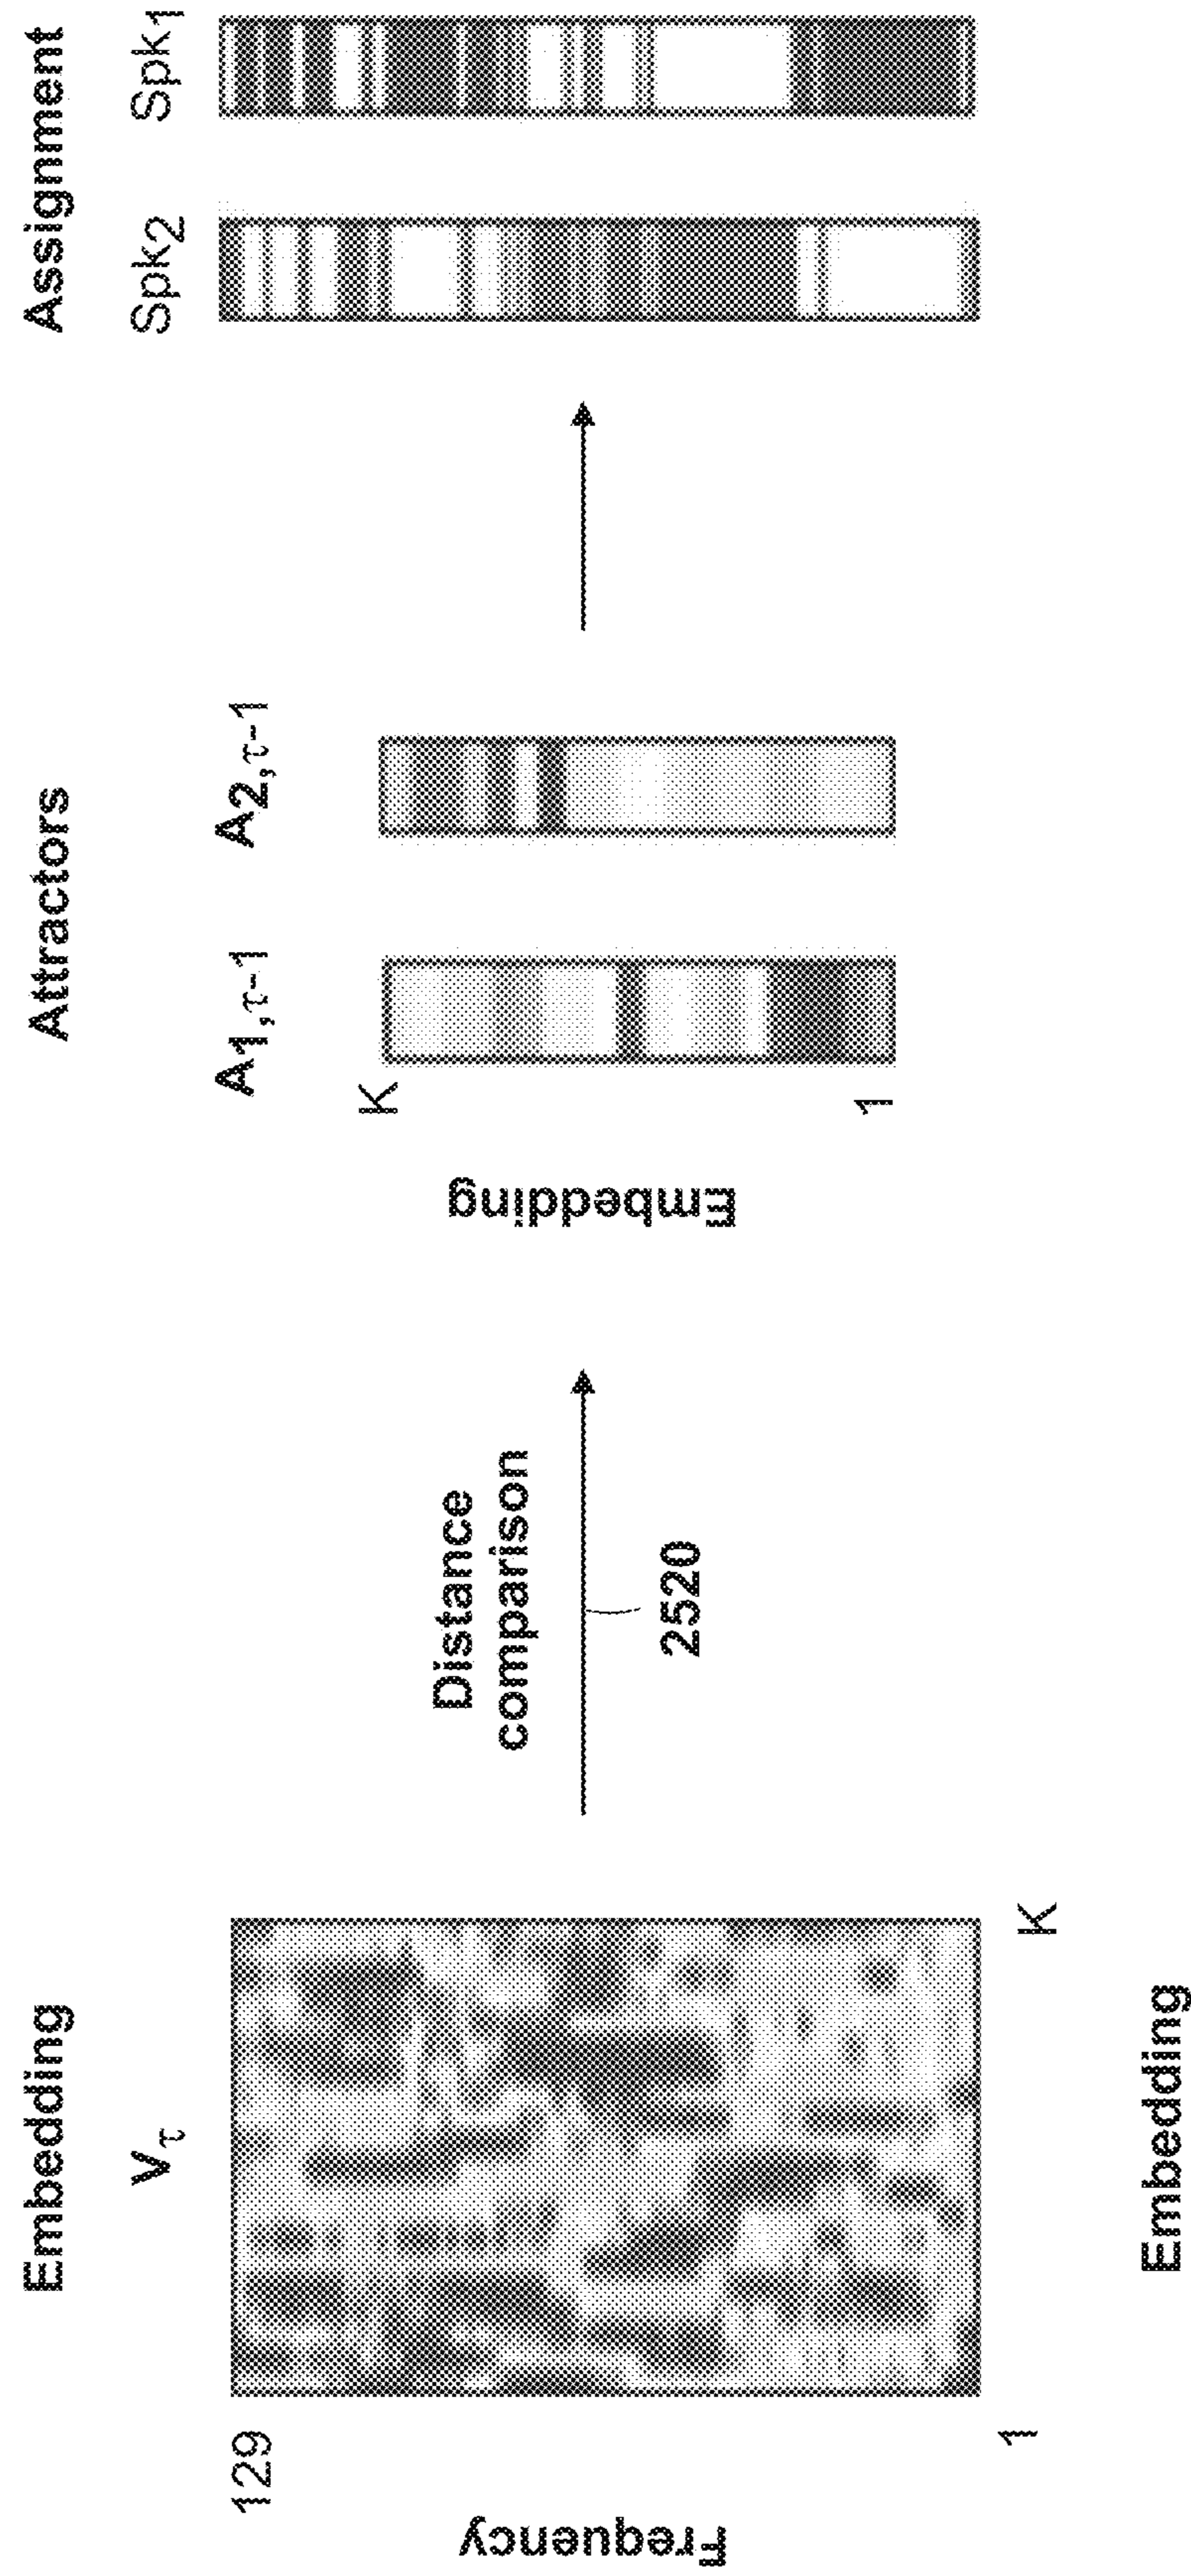 Embedding
Vτ
Frequency
129
1
K
Embedding
Distance
comparison
2520
Attractors
A1,τ-1
A2,τ-1
K
1
Embedding
Assignment
Spk2
Spk1